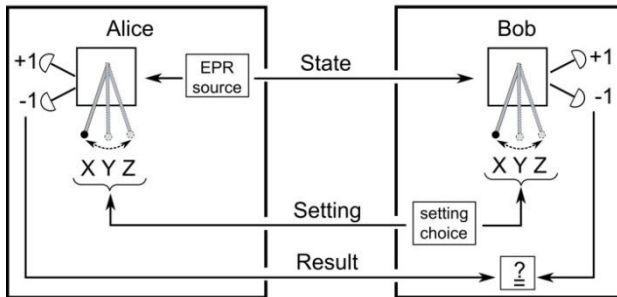 Alice
Bob
+1
-1
EPR
source
State
+1
-1
X Y Z
X Y Z
Setting
setting
choice
Result
?
=